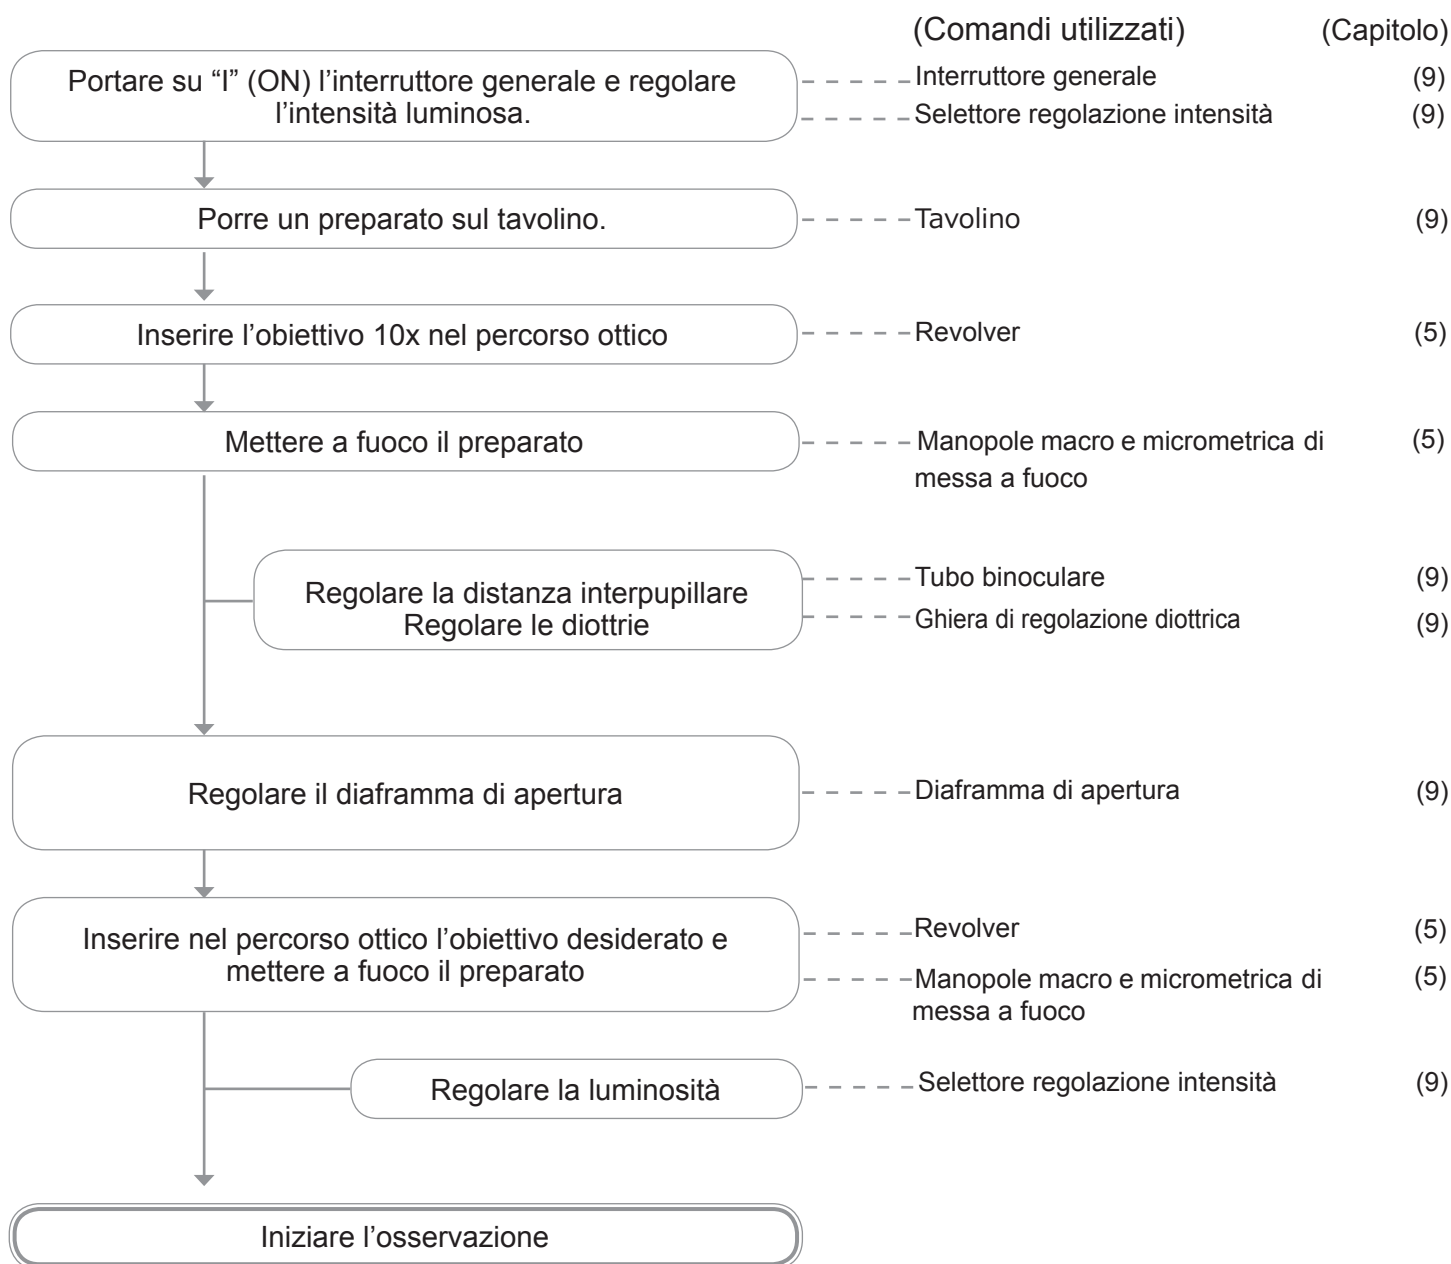 (Comandi utilizzati) (Capitolo)
Portare su “I” (ON) l’interruttore generale e regolare
l’intensità luminosa.
Interruttore generale (9)
Selettore regolazione intensità (9)
Porre un preparato sul tavolino.
Tavolino (9)
Inserire l’obiettivo 10x nel percorso ottico
Revolver (5)
Mettere a fuoco il preparato
Manopole macro e micrometrica di (5)
messa a fuoco
Regolare la distanza interpupillare
Regolare le diottrie
Tubo binoculare (9)
Ghiera di regolazione diottrica (9)
Regolare il diaframma di apertura
Diaframma di apertura (9)
Inserire nel percorso ottico l’obiettivo desiderato e
mettere a fuoco il preparato
Revolver (5)
Manopole macro e micrometrica di (5)
messa a fuoco
Regolare la luminosità
Selettore regolazione intensità (9)
Iniziare l’osservazione